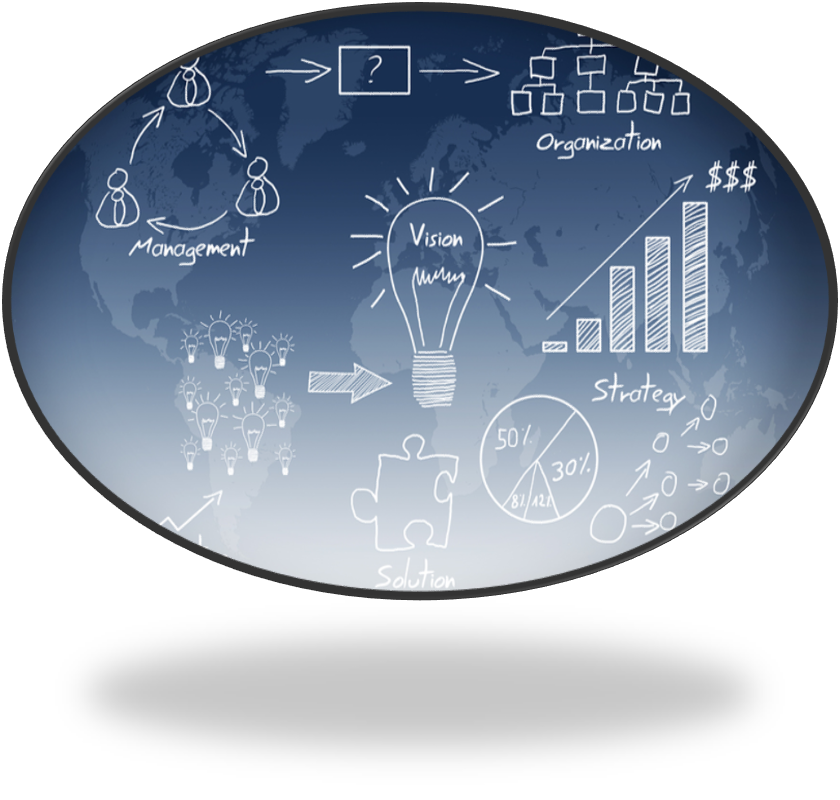 ?
Organization
$$$
Management
Vision
Strategy
50%
30%
8%
12%
Solution